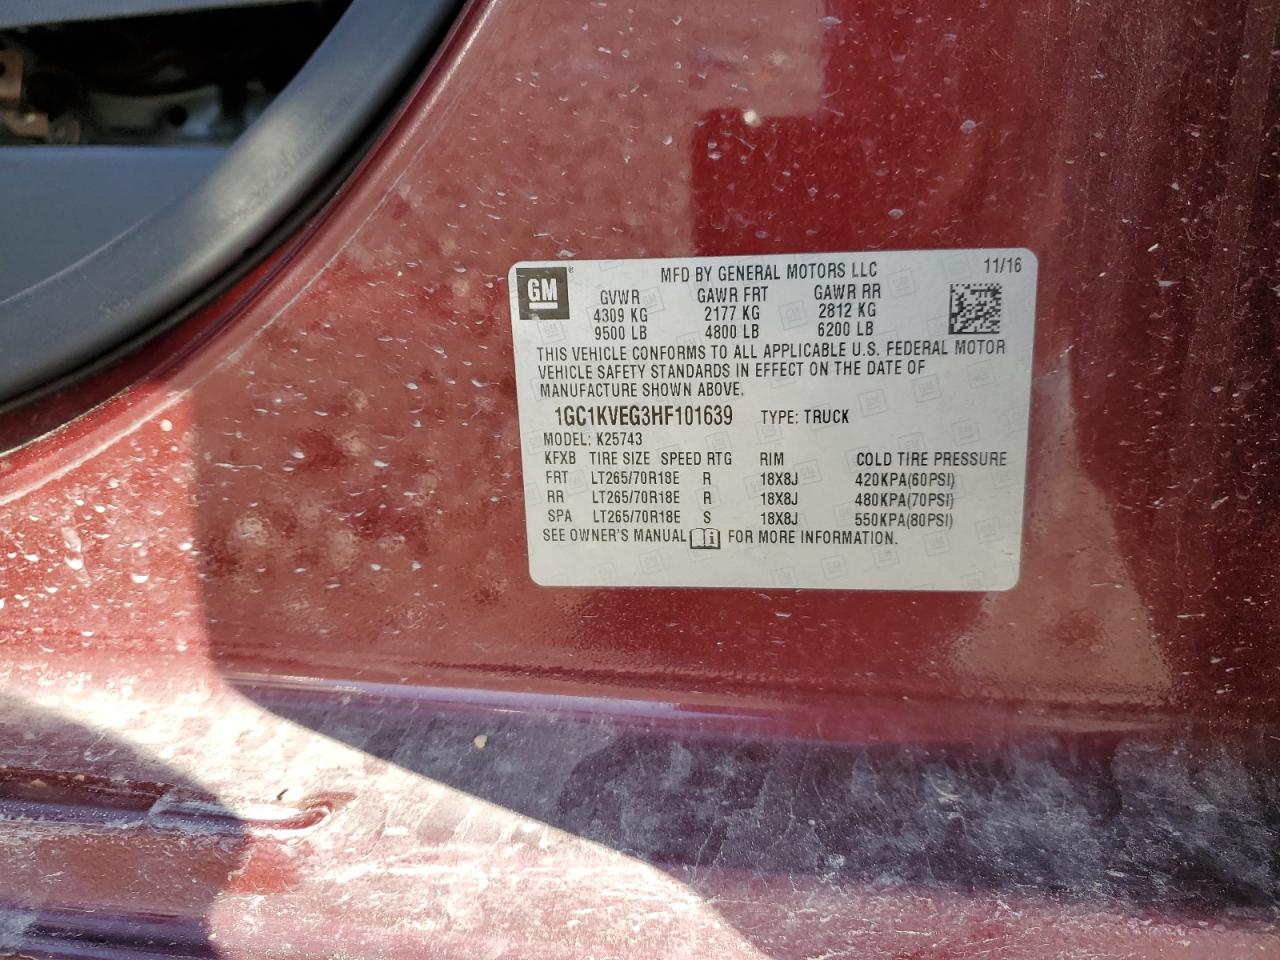 GM
MFD BY GENERAL MOTORS LLC 11/16
GVWR GAWR FRT GAWR RR
4309 KG 2177 KG 2812 KG
9500 LB 4800 LB 6200 LB
THIS VEHICLE CONFORMS TO ALL APPLICABLE U.S. FEDERAL MOTOR
VEHICLE SAFETY STANDARDS IN EFFECT ON THE DATE OF
MANUFACTURE SHOWN ABOVE.
1GC1KVEG3HF101639 TYPE: TRUCK
MODEL: K25743
KFXB TIRE SIZE SPEED RTG RIM COLD TIRE PRESSURE
FRT LT265/70R18E R 18X8J 420KPA(60PSI)
RR LT265/70R18E R 18X8J 480KPA(70PSI)
SPA LT265/70R18E S 18X8J 550KPA(80PSI)
SEE OWNER'S MANUAL FOR MORE INFORMATION.